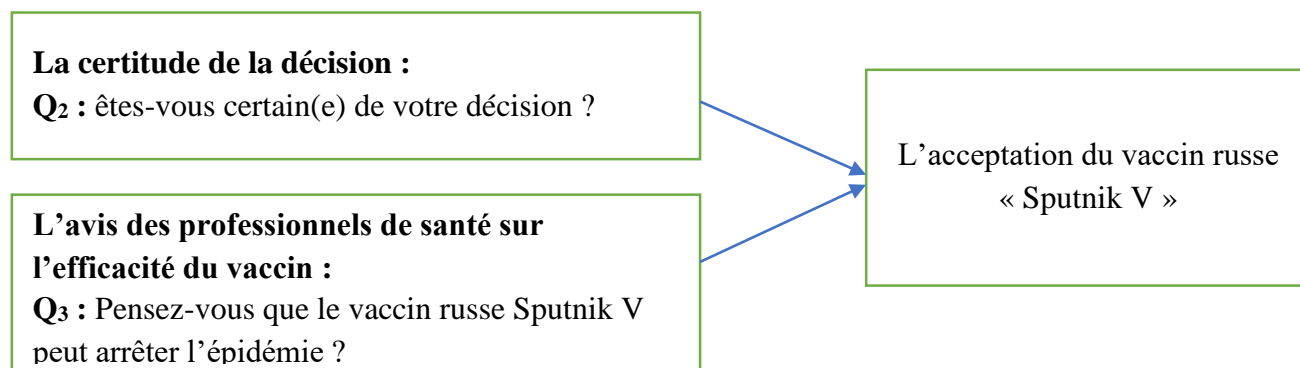 La certitude de la décision :
Q2 : êtes-vous certain(e) de votre décision ?
L’avis des professionnels de santé sur
l’efficacité du vaccin :
Q3 : Pensez-vous que le vaccin russe Sputnik V
peut arrêter l’épidémie ?
L’acceptation du vaccin russe
« Sputnik V »